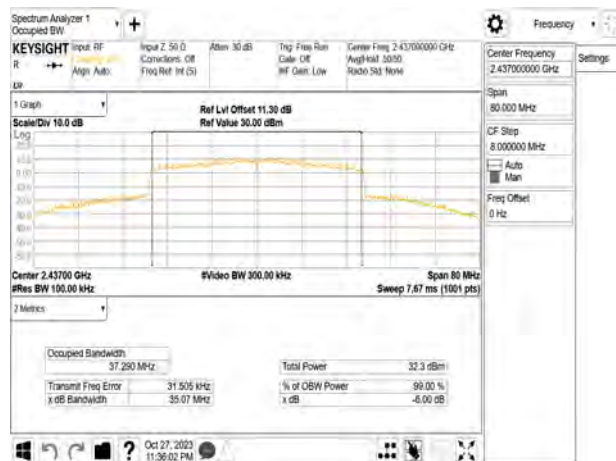 Spectrum Analyzer 1
Occupied BW
Frequency
KEYSIGHT
Input: RF
Input Z: 50 Ω
Atten: 30 dB
Trig: Free Run
Center Freq: 2.437000000 GHz
R
Corrections: Off
Gate: Off
Avg|Hold: 50/50
Align: Auto
Freq Ref: Int (S)
#IF Gain: Low
Radio Std: None
Center Frequency
2.437000000 GHz
Settings
Span
80.000 MHz
CF Step
8.000000 MHz
Auto
Man
Freq Offset
0 Hz
1 Graph
Ref Lvl Offset 11.30 dB
Scale/Div 10.0 dB
Ref Value 30.00 dBm
Log
Center 2.43700 GHz
#Video BW 300.00 kHz
Span 80 MHz
#Res BW 100.00 kHz
Sweep 7.67 ms (1001 pts)
2 Metrics
Occupied Bandwidth
37.290 MHz
Total Power
32.3 dBm
Transmit Freq Error
31.505 kHz
% of OBW Power
99.00 %
x dB Bandwidth
35.07 MHz
x dB
-6.00 dB
Oct 27, 2023
11:36:02 PM